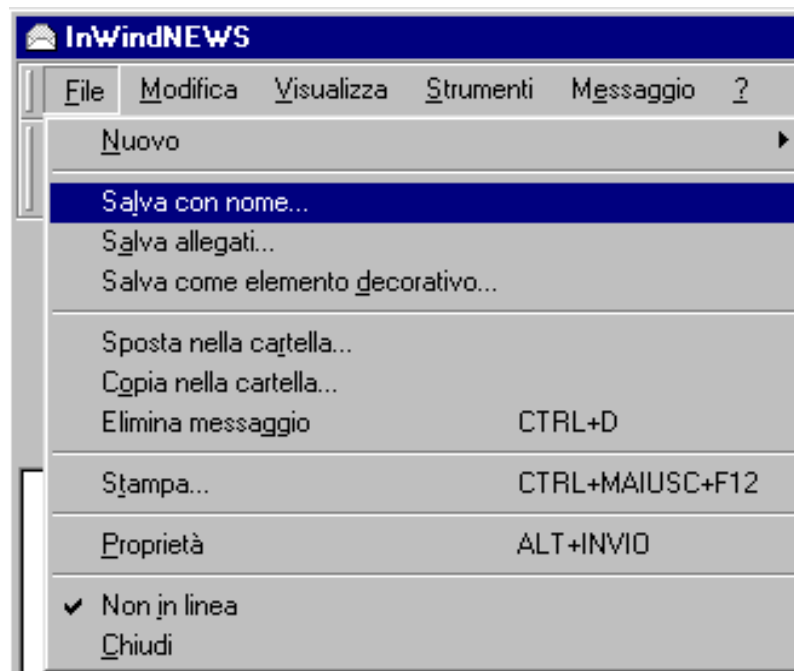 InWindNEWS
File Modifica Visualizza Strumenti Messaggio ?
Nuovo
Salva con nome...
Salva allegati...
Salva come elemento decorativo...
Sposta nella cartella...
Copia nella cartella...
Elimina messaggio CTRL+D
Stampa... CTRL+MAIUSC+F12
Proprietà ALT+INVIO
Non in linea
Chiudi